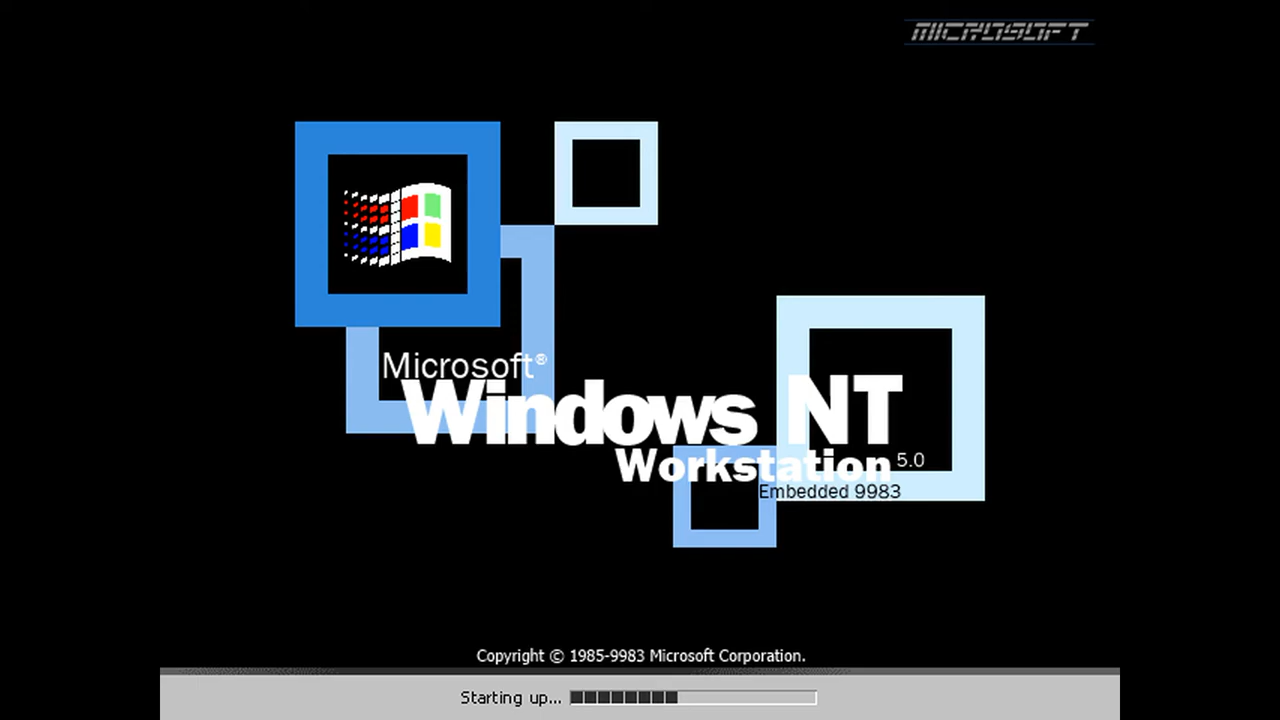 MICROSOFT
Microsoft®
Windows NT
Workstation 5.0
Embedded 9983
Copyright © 1985-9983 Microsoft Corporation.
Starting up...